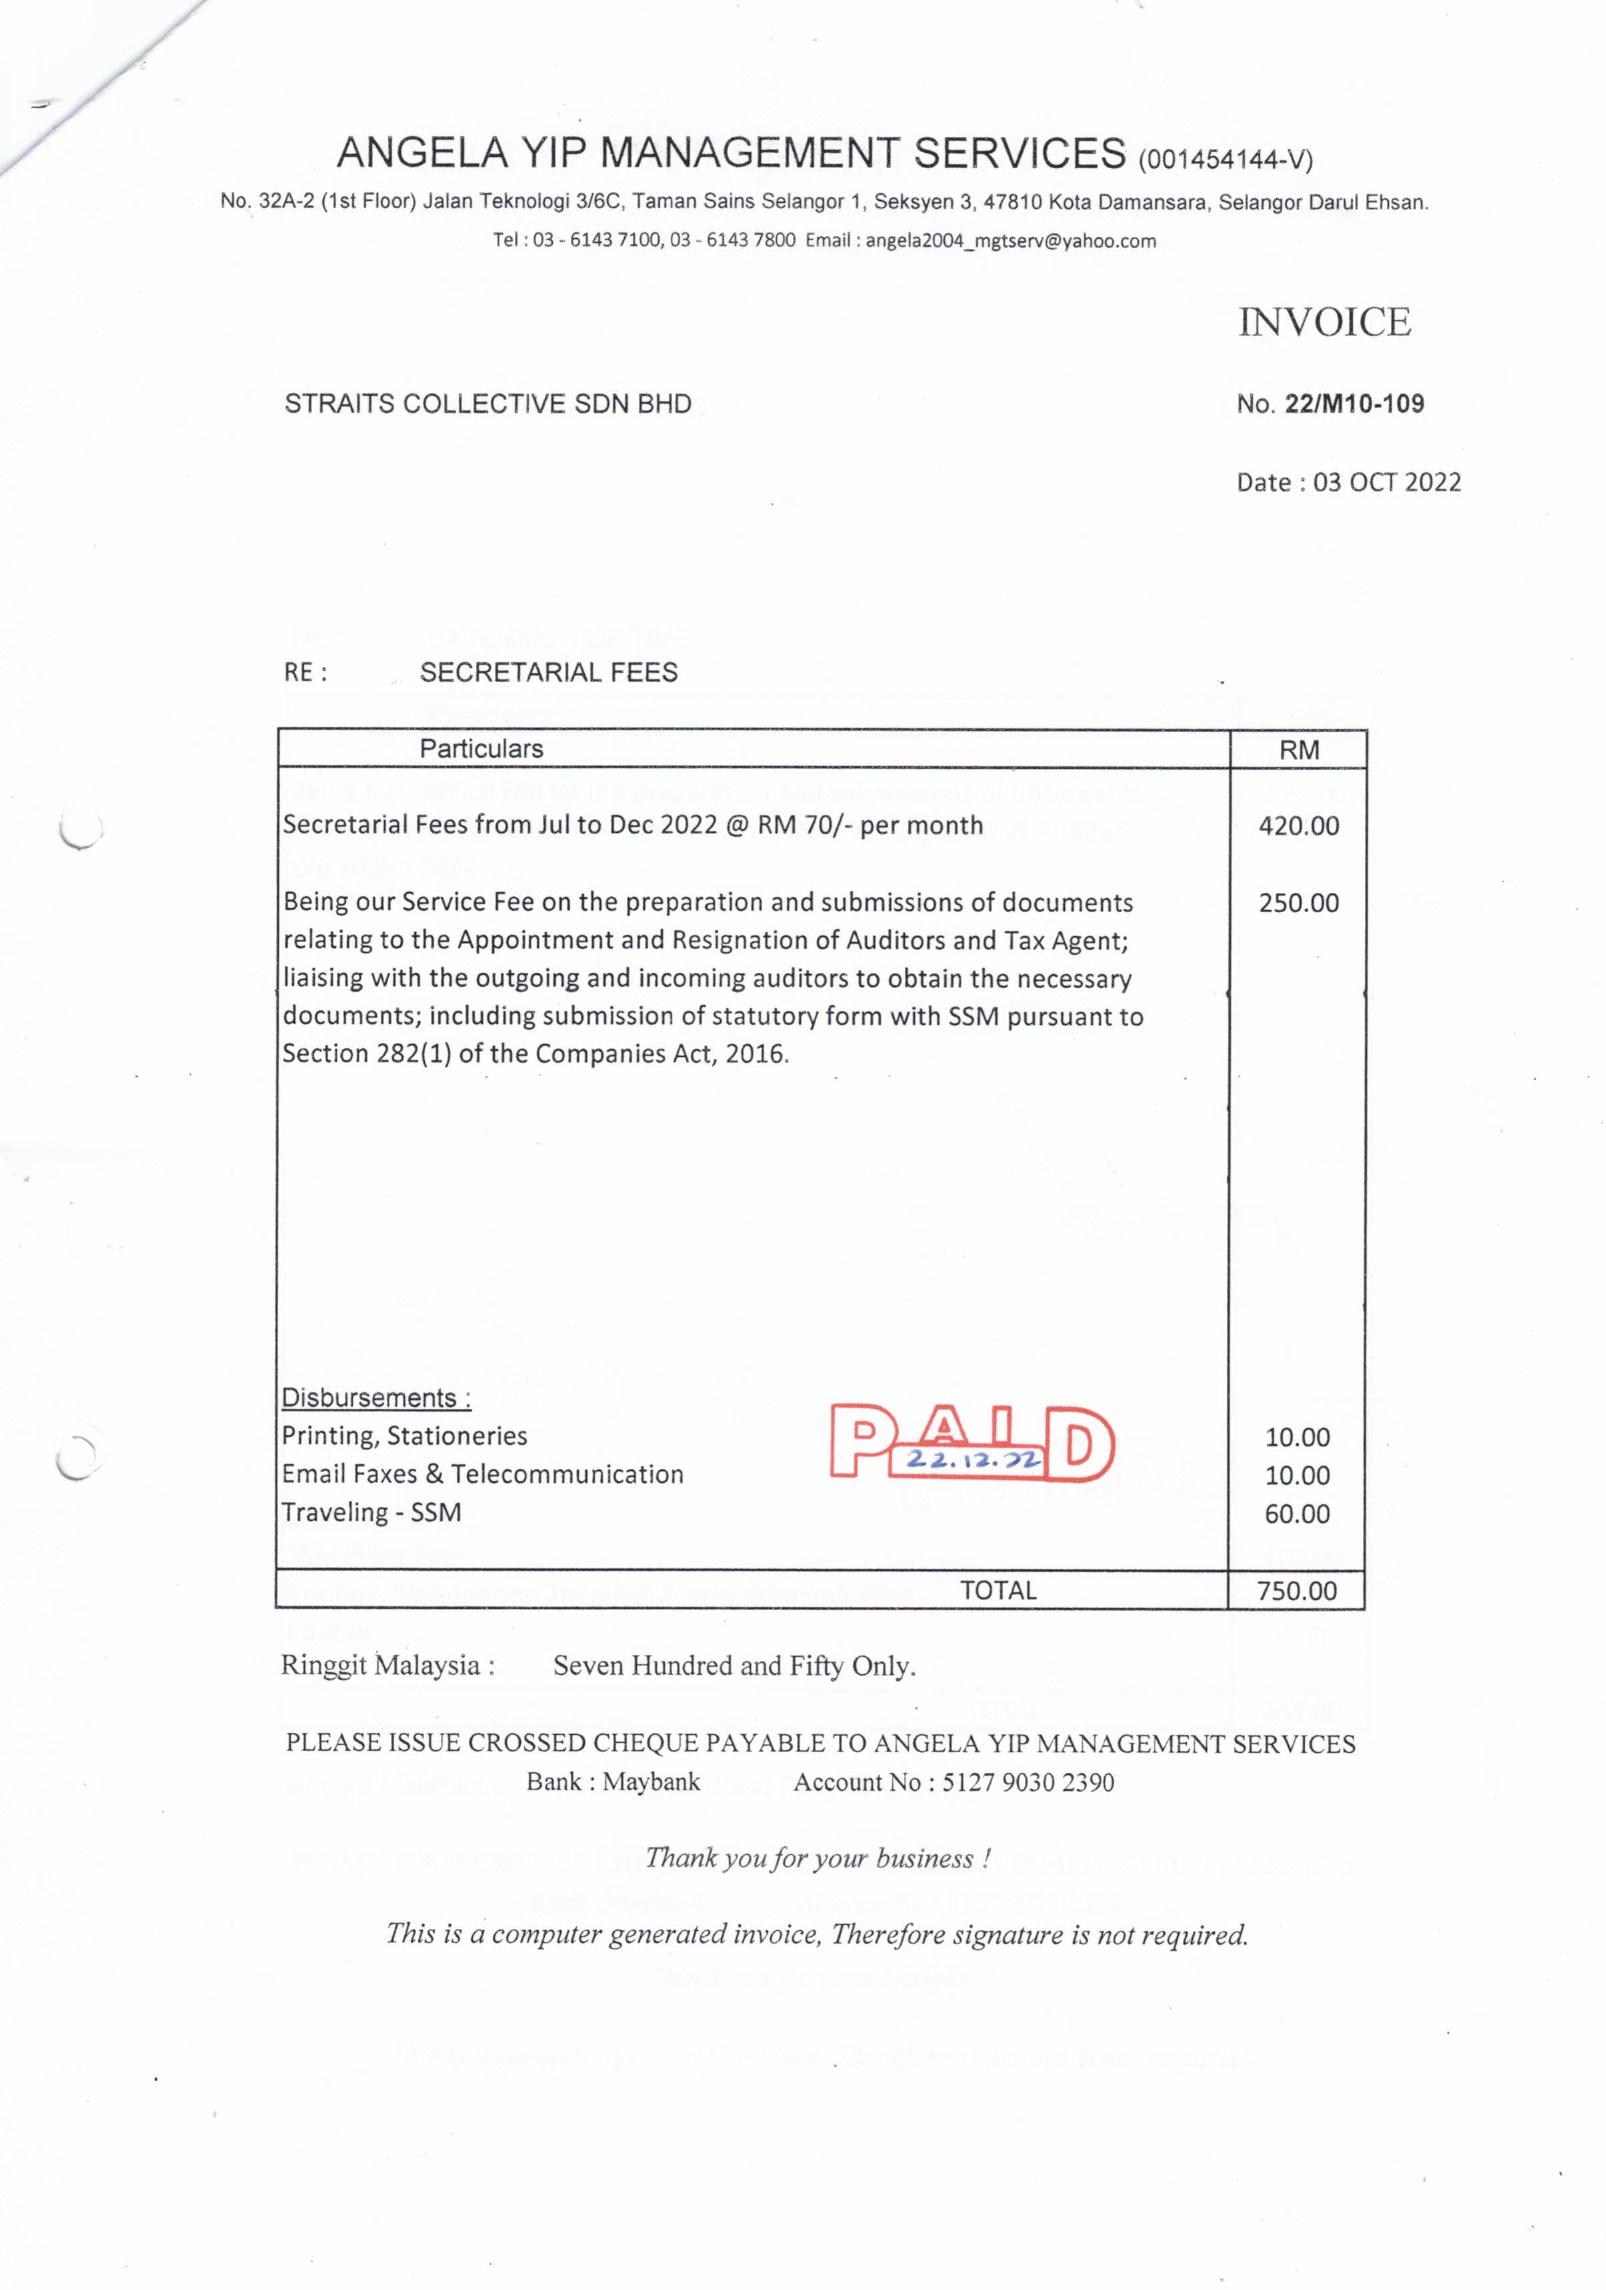 ANGELA YIP MANAGEMENT SERVICES (001454144-V)
No. 32A-2 (1st Floor) Jalan Teknologi 3/6C, Taman Sains Selangor 1, Seksyen 3, 47810 Kota Damansara, Selangor Darul Ehsan.
Tel : 03 - 6143 7100, 03 - 6143 7800 Email : angela2004_mgtserv@yahoo.com
INVOICE
STRAITS COLLECTIVE SDN BHD No. 22/M10-109
Date : 03 OCT 2022
RE : SECRETARIAL FEES
Particulars RM
Secretarial Fees from Jul to Dec 2022 @ RM 70/- per month 420.00
Being our Service Fee on the preparation and submissions of documents 250.00
relating to the Appointment and Resignation of Auditors and Tax Agent;
liaising with the outgoing and incoming auditors to obtain the necessary
documents; including submission of statutory form with SSM pursuant to
Section 282(1) of the Companies Act, 2016.
Disbursements :
Printing, Stationeries 10.00
PAID
22.12.22
Email Faxes & Telecommunication 10.00
Traveling - SSM 60.00
TOTAL 750.00
Ringgit Malaysia : Seven Hundred and Fifty Only.
PLEASE ISSUE CROSSED CHEQUE PAYABLE TO ANGELA YIP MANAGEMENT SERVICES
Bank : Maybank Account No : 5127 9030 2390
Thank you for your business !
This is a computer generated invoice, Therefore signature is not required.